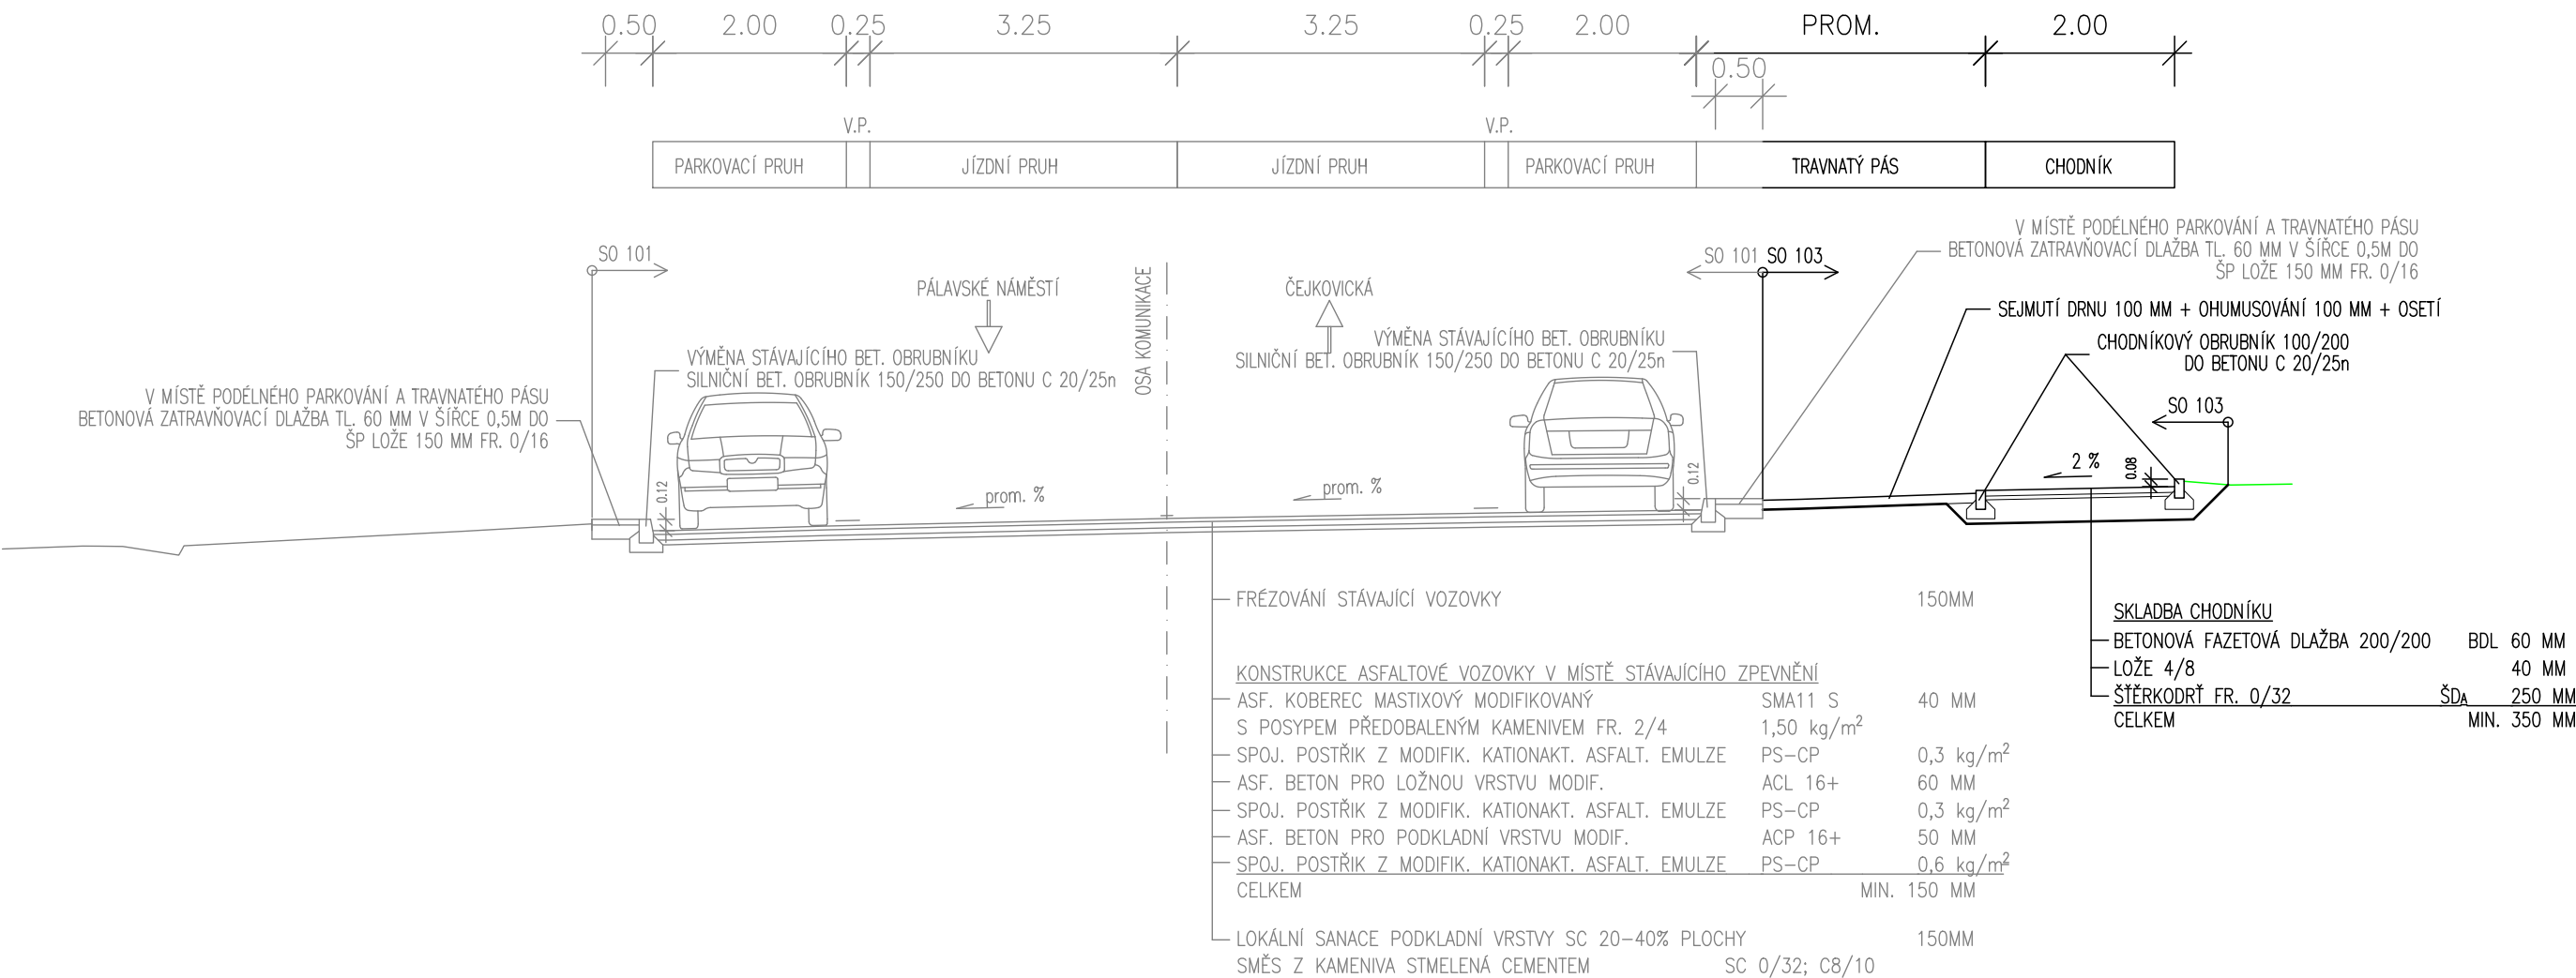 0.50 2.00 0.25 3.25 3.25 0.25 2.00 PROM. 2.00
0.50
V.P. V.P.
PARKOVACÍ PRUH JÍZDNÍ PRUH JÍZDNÍ PRUH PARKOVACÍ PRUH TRAVNATÝ PÁS CHODNÍK
SO 101
V MÍSTĚ PODÉLNÉHO PARKOVÁNÍ A TRAVNATÉHO PÁSU
BETONOVÁ ZATRAVŇOVACÍ DLAŽBA TL. 60 MM V ŠÍŘCE 0,5M DO
ŠP LOŽE 150 MM FR. 0/16
VÝMĚNA STÁVAJÍCÍHO BET. OBRUBNÍKU
SILNIČNÍ BET. OBRUBNÍK 150/250 DO BETONU C 20/25n
PÁLAVSKÉ NÁMĚSTÍ
OSA KOMUNIKACE
ČEJKOVICKÁ
VÝMĚNA STÁVAJÍCÍHO BET. OBRUBNÍKU
SILNIČNÍ BET. OBRUBNÍK 150/250 DO BETONU C 20/25n
SO 101 SO 103
V MÍSTĚ PODÉLNÉHO PARKOVÁNÍ A TRAVNATÉHO PÁSU
BETONOVÁ ZATRAVŇOVACÍ DLAŽBA TL. 60 MM V ŠÍŘCE 0,5M DO
ŠP LOŽE 150 MM FR. 0/16
SEJMUTÍ DRNU 100 MM + OHUMUSOVÁNÍ 100 MM + OSETÍ
CHODNÍKOVÝ OBRUBNÍK 100/200
DO BETONU C 20/25n
SO 103
0.12
prom. %
prom. %
0.12
2 %
0.08
FRÉZOVÁNÍ STÁVAJÍCÍ VOZOVKY 150MM
KONSTRUKCE ASFALTOVÉ VOZOVKY V MÍSTĚ STÁVAJÍCÍHO ZPEVNĚNÍ
ASF. KOBEREC MASTIXOVÝ MODIFIKOVANÝ SMA11 S 40 MM
S POSYPEM PŘEDOBALENÝM KAMENIVEM FR. 2/4 1,50 kg/m²
SPOJ. POSTŘIK Z MODIFIK. KATIONAKT. ASFALT. EMULZE PS-CP 0,3 kg/m²
ASF. BETON PRO LOŽNOU VRSTVU MODIF. ACL 16+ 60 MM
SPOJ. POSTŘIK Z MODIFIK. KATIONAKT. ASFALT. EMULZE PS-CP 0,3 kg/m²
ASF. BETON PRO PODKLADNÍ VRSTVU MODIF. ACP 16+ 50 MM
SPOJ. POSTŘIK Z MODIFIK. KATIONAKT. ASFALT. EMULZE PS-CP 0,6 kg/m²
CELKEM MIN. 150 MM
LOKÁLNÍ SANACE PODKLADNÍ VRSTVY SC 20-40% PLOCHY 150MM
SMĚS Z KAMENIVA STMELENÁ CEMENTEM SC 0/32; C8/10
SKLADBA CHODNÍKU
BETONOVÁ FAZETOVÁ DLAŽBA 200/200 BDL 60 MM
LOŽE 4/8 40 MM
ŠTĚRKODRŤ FR. 0/32 ŠDA 250 MM
CELKEM MIN. 350 MM